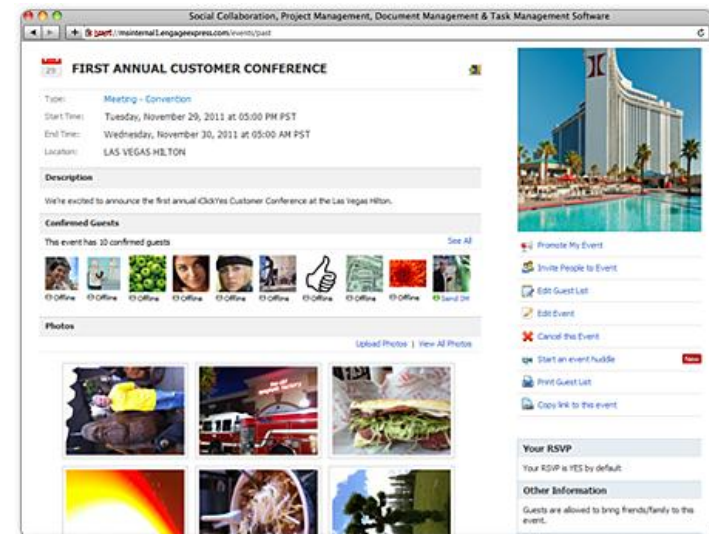 Social Collaboration, Project Management, Document Management & Task Management Software
msinternal1.engageexpress.com/events/past
29
FIRST ANNUAL CUSTOMER CONFERENCE
Type: Meeting - Convention
Start Time: Tuesday, November 29, 2011 at 05:00 PM PST
End Time: Wednesday, November 30, 2011 at 05:00 AM PST
Location: LAS VEGAS HILTON
Description
We're excited to announce the first annual iClickYes Customer Conference at the Las Vegas Hilton.
Confirmed Guests
This event has 10 confirmed guests See All
Offline Offline Offline Offline Offline Offline Offline Offline Offline Send IM
Photos
Upload Photos | View All Photos
Promote My Event
Invite People to Event
Edit Guest List
Edit Event
Cancel this Event
Start an event huddle New
Print Guest List
Copy link to this event
Your RSVP
Your RSVP is YES by default
Other Information
Guests are allowed to bring friends/family to this
event.